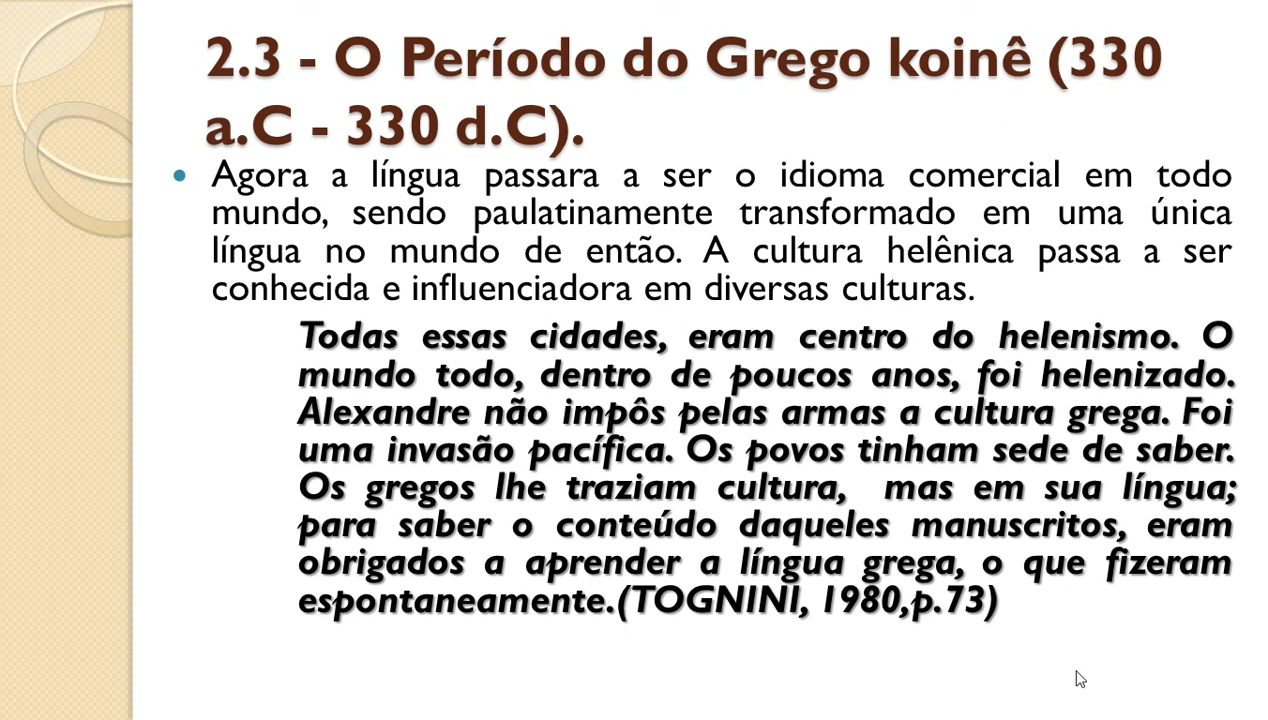 2.3 - O Período do Grego koinê (330
a.C - 330 d.C).
Agora a língua passara a ser o idioma comercial em todo
mundo, sendo paulatinamente transformado em uma única
língua no mundo de então. A cultura helênica passa a ser
conhecida e influenciadora em diversas culturas.
Todas essas cidades, eram centro do helenismo. O
mundo todo, dentro de poucos anos, foi helenizado.
Alexandre não impôs pelas armas a cultura grega. Foi
uma invasão pacífica. Os povos tinham sede de saber.
Os gregos lhe traziam cultura, mas em sua língua;
para saber o conteúdo daqueles manuscritos, eram
obrigados a aprender a língua grega, o que fizeram
espontaneamente.(TOGNINI, 1980,p.73)